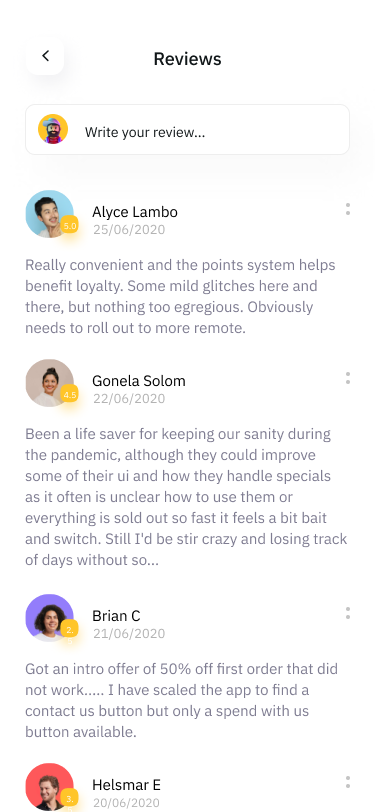 Reviews
Write your review...
Alyce Lambo
5.0
25/06/2020
Really convenient and the points system helps
benefit loyalty. Some mild glitches here and
there, but nothing too egregious. Obviously
needs to roll out to more remote.
Gonela Solom
4.5
22/06/2020
Been a life saver for keeping our sanity during
the pandemic, although they could improve
some of their ui and how they handle specials
as it often is unclear how to use them or
everything is sold out so fast it feels a bit bait
and switch. Still I'd be stir crazy and losing track
of days without so...
Brian C
2.
21/06/2020
Got an intro offer of 50% off first order that did
not work..... I have scaled the app to find a
contact us button but only a spend with us
button available.
Helsmar E
3.
20/06/2020